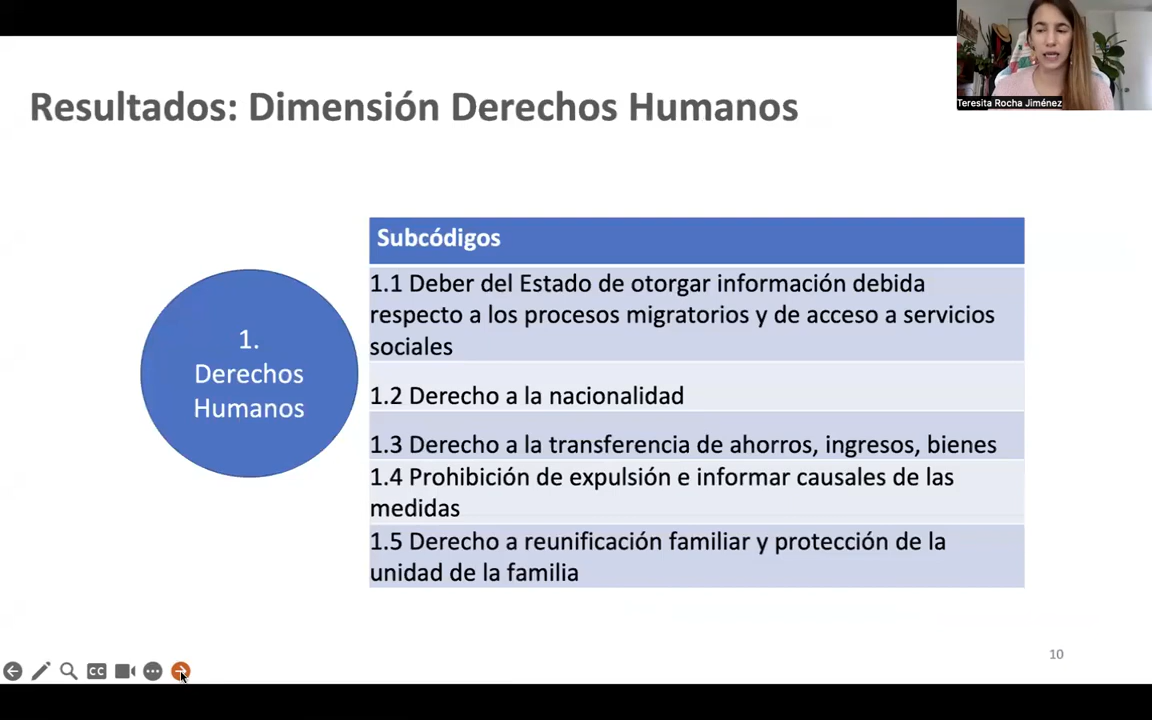 Teresita Rocha Jiménez
Resultados: Dimensión Derechos Humanos
1.
Derechos
Humanos
Subcódigos
1.1 Deber del Estado de otorgar información debida
respecto a los procesos migratorios y de acceso a servicios
sociales
1.2 Derecho a la nacionalidad
1.3 Derecho a la transferencia de ahorros, ingresos, bienes
1.4 Prohibición de expulsión e informar causales de las
medidas
1.5 Derecho a reunificación familiar y protección de la
unidad de la familia
10
CC